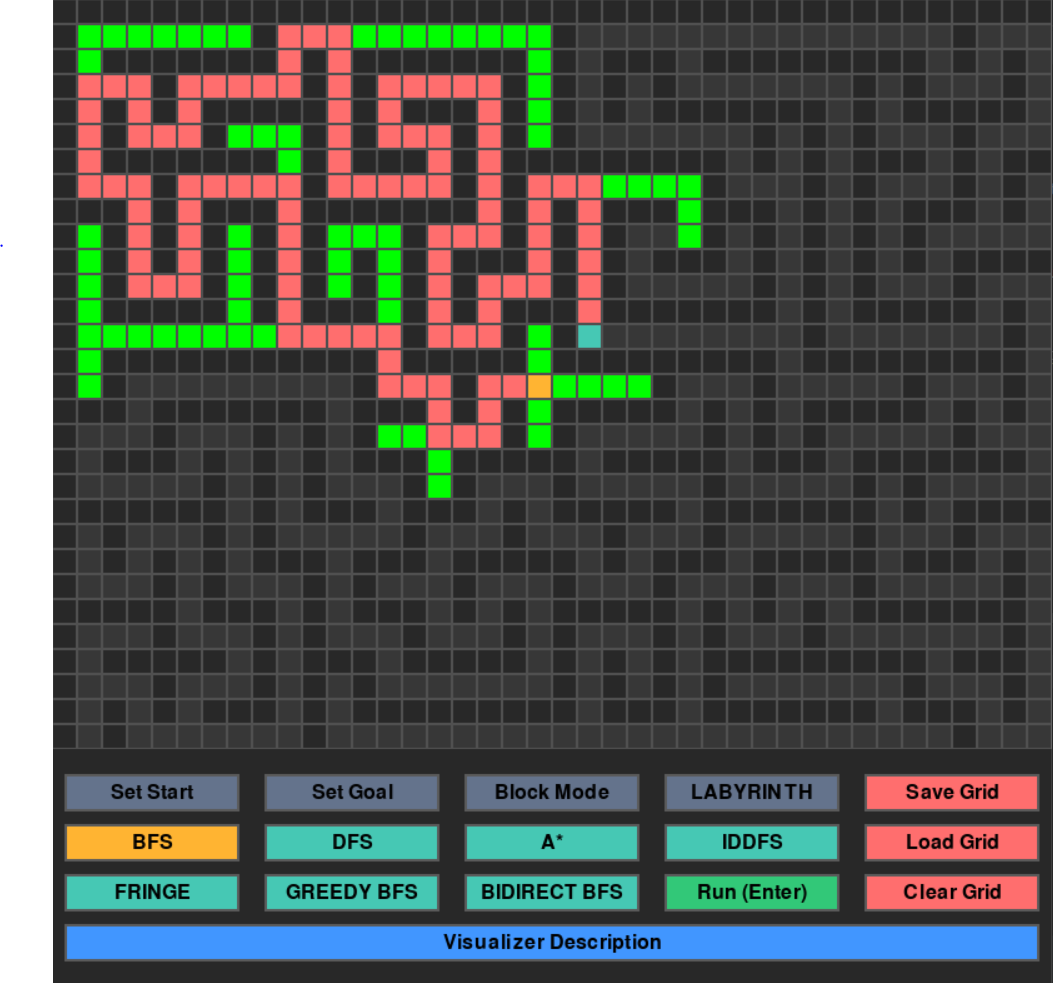 Set Start
Set Goal
Block Mode
LABYRINTH
Save Grid
BFS
DFS
A*
IDDFS
Load Grid
FRINGE
GREEDY BFS
BIDIRECT BFS
Run (Enter)
Clear Grid
Visualizer Description